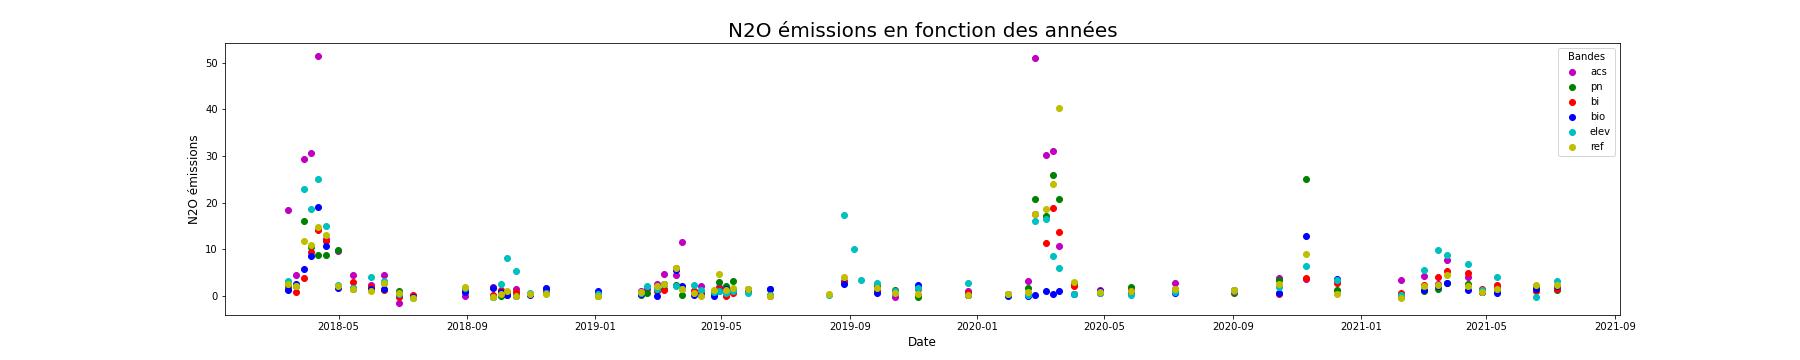 N2O émissions en fonction des années
N2O émissions
50
40
30
20
10
0
Bandes
acs
pn
bi
bio
elev
ref
2018-05 2018-09 2019-01 2019-05 2019-09 2020-01 2020-05 2020-09 2021-01 2021-05 2021-09
Date